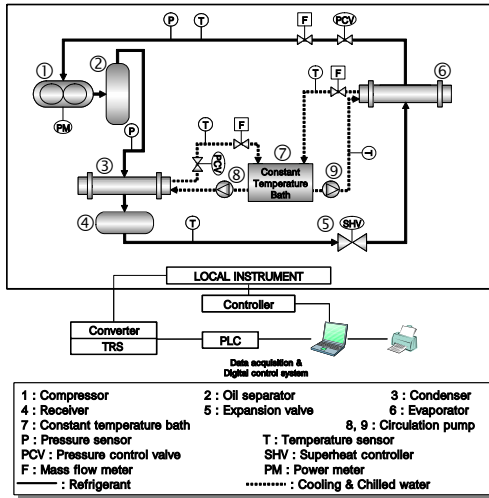 P
T
F
PCV
1
2
6
PM
P
T
F
T
F
3
PCV
7
Constant
Temperature
Bath
8
9
T
4
T
5
SHV
LOCAL INSTRUMENT
Controller
Converter
TRS
PLC
Data acquisition &
Digital control system
1 : Compressor 2 : Oil separator 3 : Condenser
4 : Receiver 5 : Expansion valve 6 : Evaporator
7 : Constant temperature bath 8, 9 : Circulation pump
P : Pressure sensor T : Temperature sensor
PCV : Pressure control valve SHV : Superheat controller
F : Mass flow meter PM : Power meter
: Refrigerant : Cooling & Chilled water